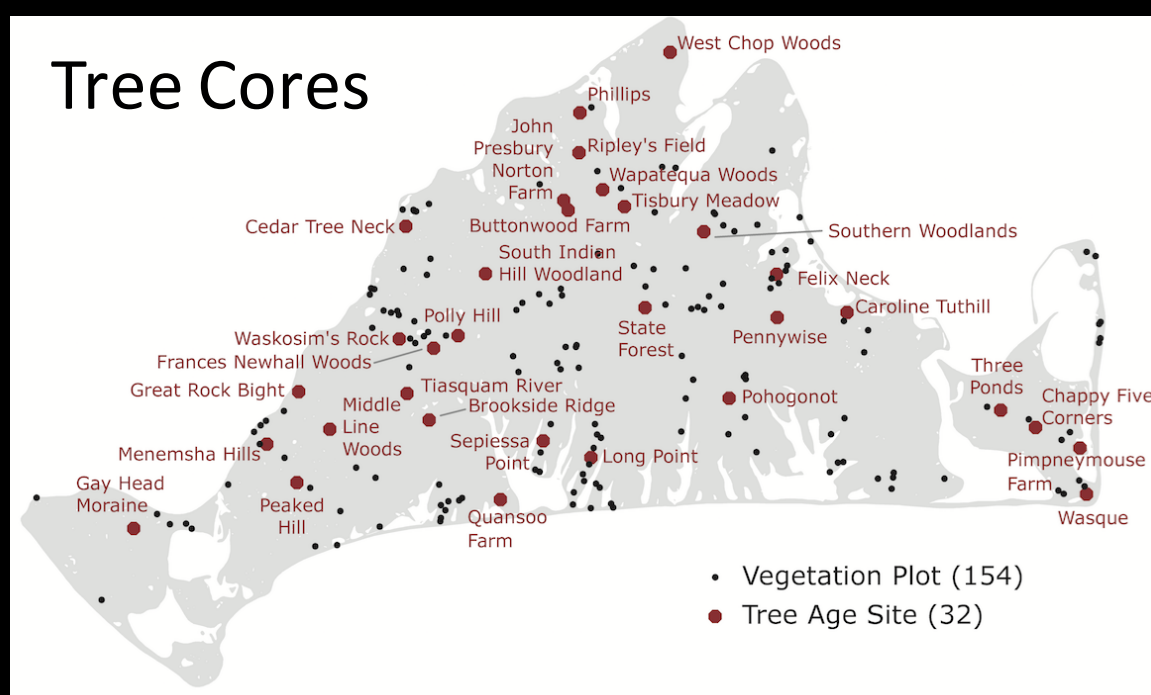 Tree Cores
West Chop Woods
Phillips
John
Presbury
Norton
Farm
Ripley's Field
Wapatequa Woods
Tisbury Meadow
Buttonwood Farm
Cedar Tree Neck
Southern Woodlands
South Indian
Hill Woodland
Felix Neck
Caroline Tuthill
Polly Hill
State
Forest
Pennywise
Waskosim's Rock
Frances Newhall Woods
Great Rock Bight
Tiasquam River
Brookside Ridge
Middle
Line
Woods
Pohogonot
Three
Ponds
Chappy Five
Corners
Menemsha Hills
Sepiessa
Point
Long Point
Pimpneymouse
Farm
Gay Head
Moraine
Peaked
Hill
Quansoo
Farm
Wasque
Vegetation Plot (154)
Tree Age Site (32)